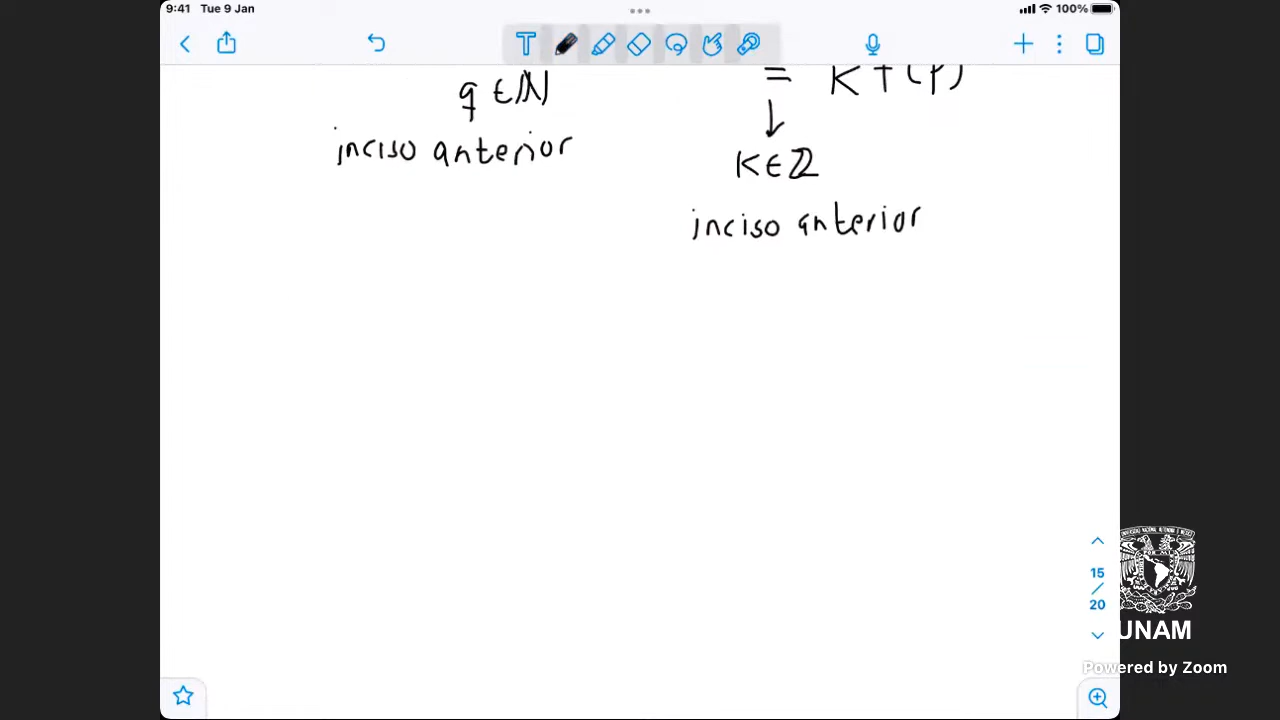 9:41 Tue 9 Jan
100%
q ∈ ℕ
= K +
inciso anterior
↓
K ∈ ℤ
inciso anterior
15
/
20
UNAM
Powered by Zoom